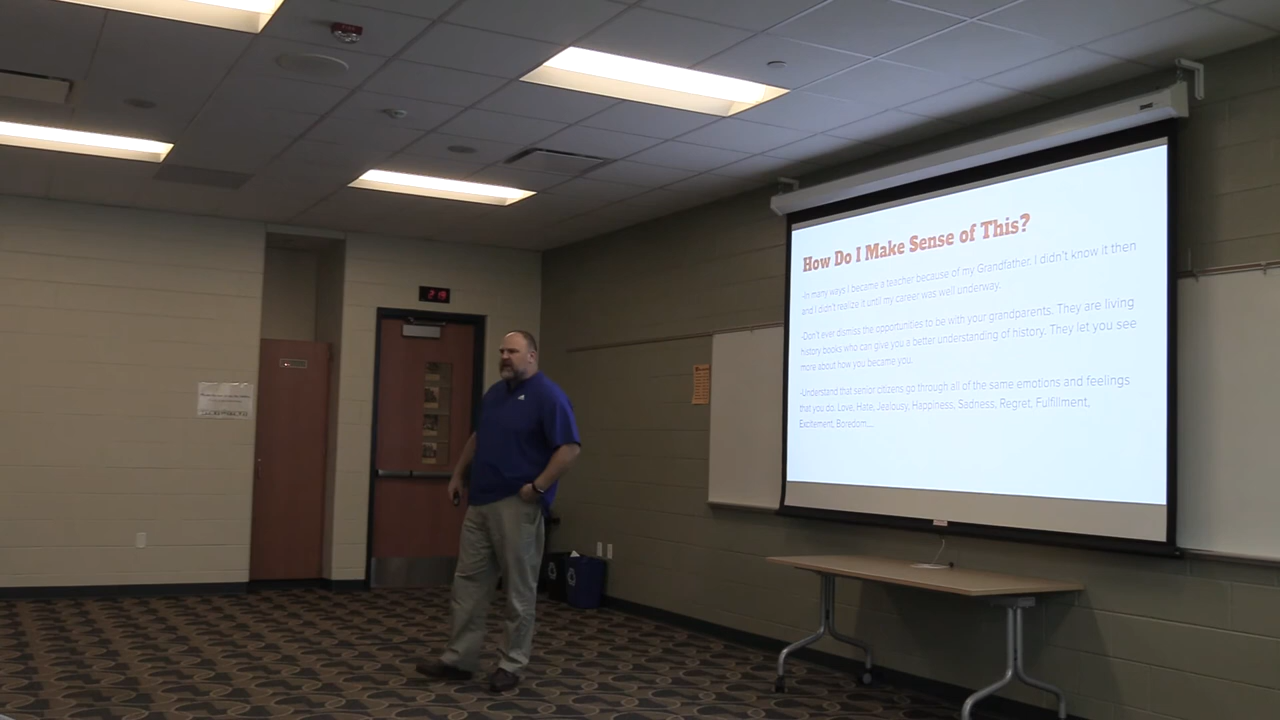 2:19
How Do I Make Sense of This?
-In many ways I became a teacher because of my Grandfather. I didn't know it then
and I didn't realize it until my career was well underway.
-Don't ever dismiss the opportunities to be with your grandparents. They are living
history books who can give you a better understanding of history. They let you see
more about how you became you.
-Understand that senior citizens go through all of the same emotions and feelings
that you do. Love, Hate, Jealousy, Happiness, Sadness, Regret, Fulfillment,
Excitement, Boredom....